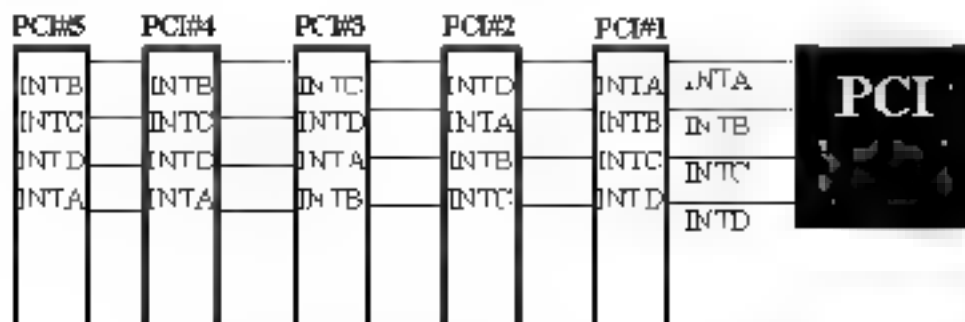 PCI#5 PCI#4 PCI#3 PCI#2 PCI#1
INTB INTB INTC INTD INTA INTA
PCI
INTC INTC INTD INTA INTB INTB
INTD INTD INTA INTB INTC INTC
INTA INTA INTB INTC INTD INTD